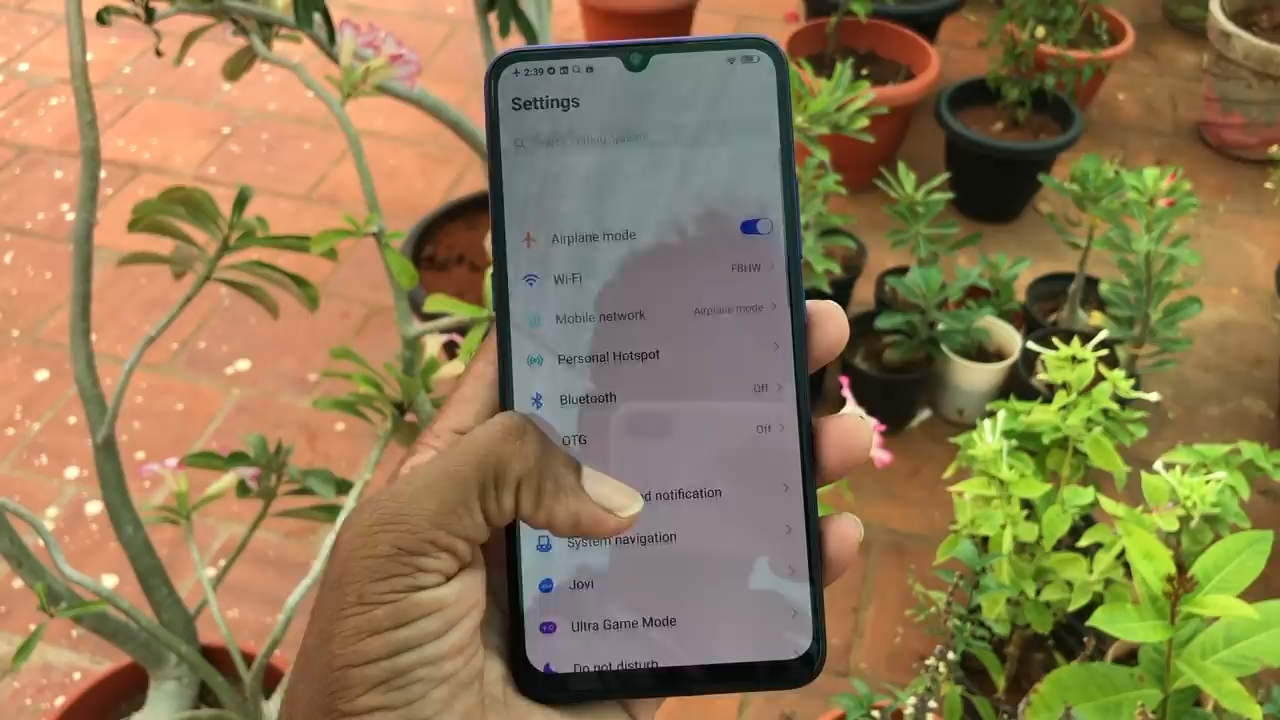 2:39
Settings
Airplane mode
Wi-Fi FBHW
Mobile network Airplane mode
Personal Hotspot
Bluetooth Off
OTG Off
d notification
System navigation
Jovi
Ultra Game Mode
Do not disturb